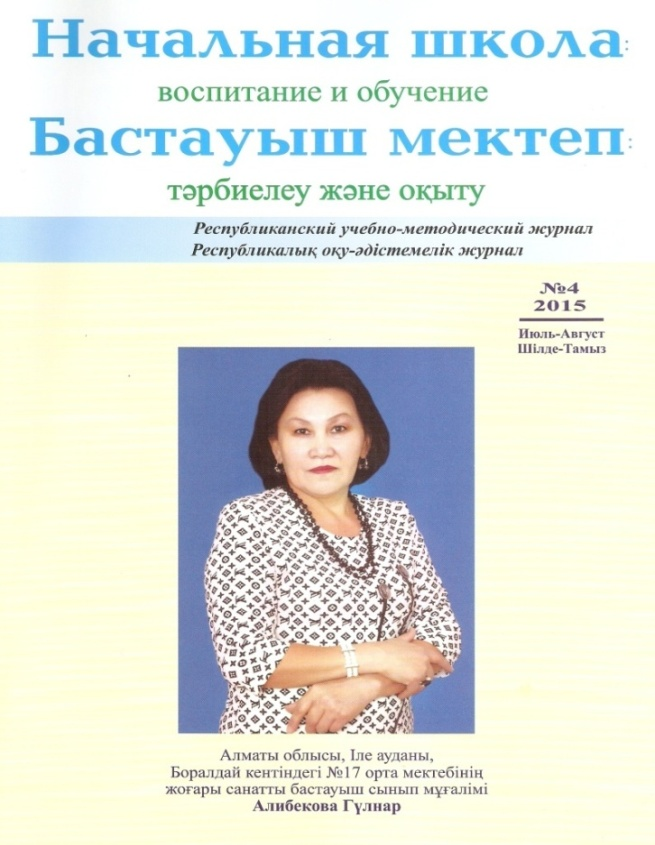 Начальная школа:
воспитание и обучение
Бастауыш мектеп:
тәрбиелеу және оқыту
Республиканский учебно-методический журнал
Республикалық оқу-әдістемелік журнал
№4
2015
Июль-Август
Шілде-Тамыз
Алматы облысы, Іле ауданы,
Боралдай кентіндегі №17 орта мектебінің
жоғары санатты бастауыш сынып мұғалімі
Алибекова Гүлнар